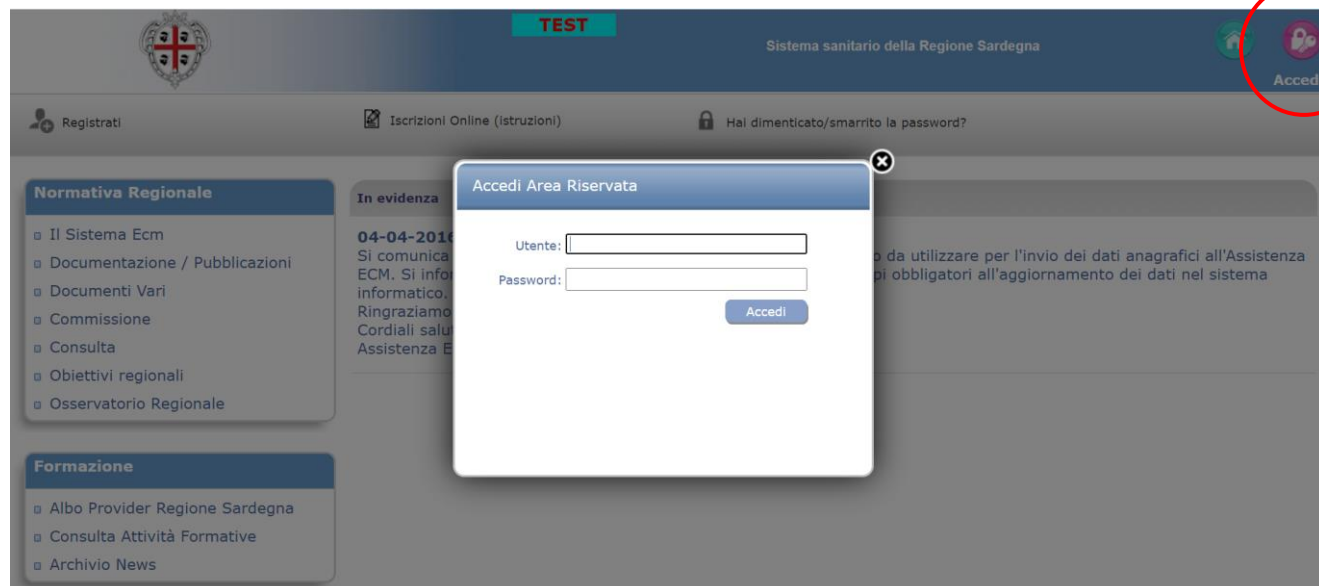 TEST
Sistema sanitario della Regione Sardegna
Acced
Registrati
Iscrizioni Online (istruzioni)
Hai dimenticato/smarrito la password?
Normativa Regionale
Il Sistema Ecm
Documentazione / Pubblicazioni
Documenti Vari
Commissione
Consulta
Obiettivi regionali
Osservatorio Regionale
Formazione
Albo Provider Regione Sardegna
Consulta Attività Formative
Archivio News
In evidenza
04-04-2016
Si comunica o da utilizzare per l'invio dei dati anagrafici all'Assistenza
ECM. Si infor pi obbligatori all'aggiornamento dei dati nel sistema
informatico.
Ringraziamo
Cordiali salut
Assistenza E
Accedi Area Riservata
Utente:
Password:
Accedi